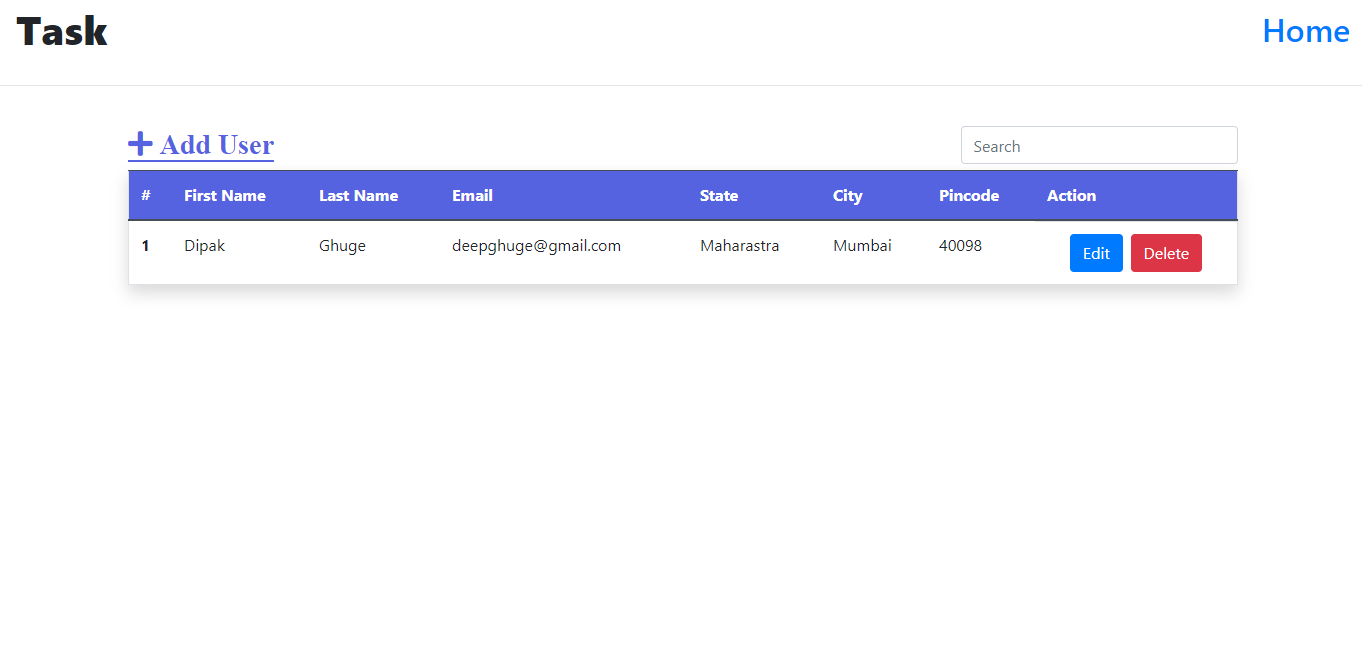 Task Home
Add User Search
# First Name Last Name Email State City Pincode Action
1 Dipak Ghuge deepghuge@gmail.com Maharastra Mumbai 40098 Edit Delete